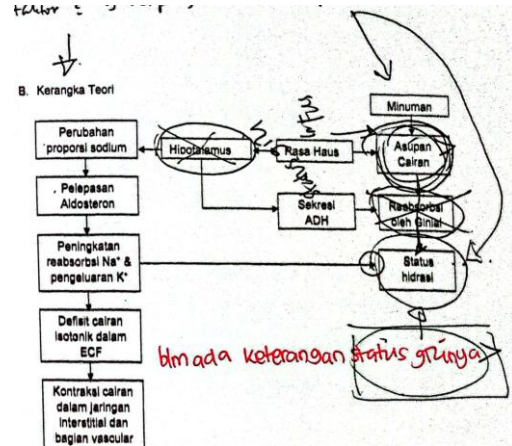 B. Kerangka Teori
Minuman
Perubahan
proporsi sodium
Hipotalamus
Rasa Haus
Asupan
Cairan
Pelepasan
Aldosteron
Sekresi
ADH
Reabsorbsi
oleh Ginjal
Peningkatan
reabsorbsi Na⁺ &
pengeluaran K⁺
Status
hidrasi
Defisit cairan
isotonik dalam
ECF
blm ada keterangan status gizinya
Kontraksi cairan
dalam jaringan
interstitial dan
bagian vascular